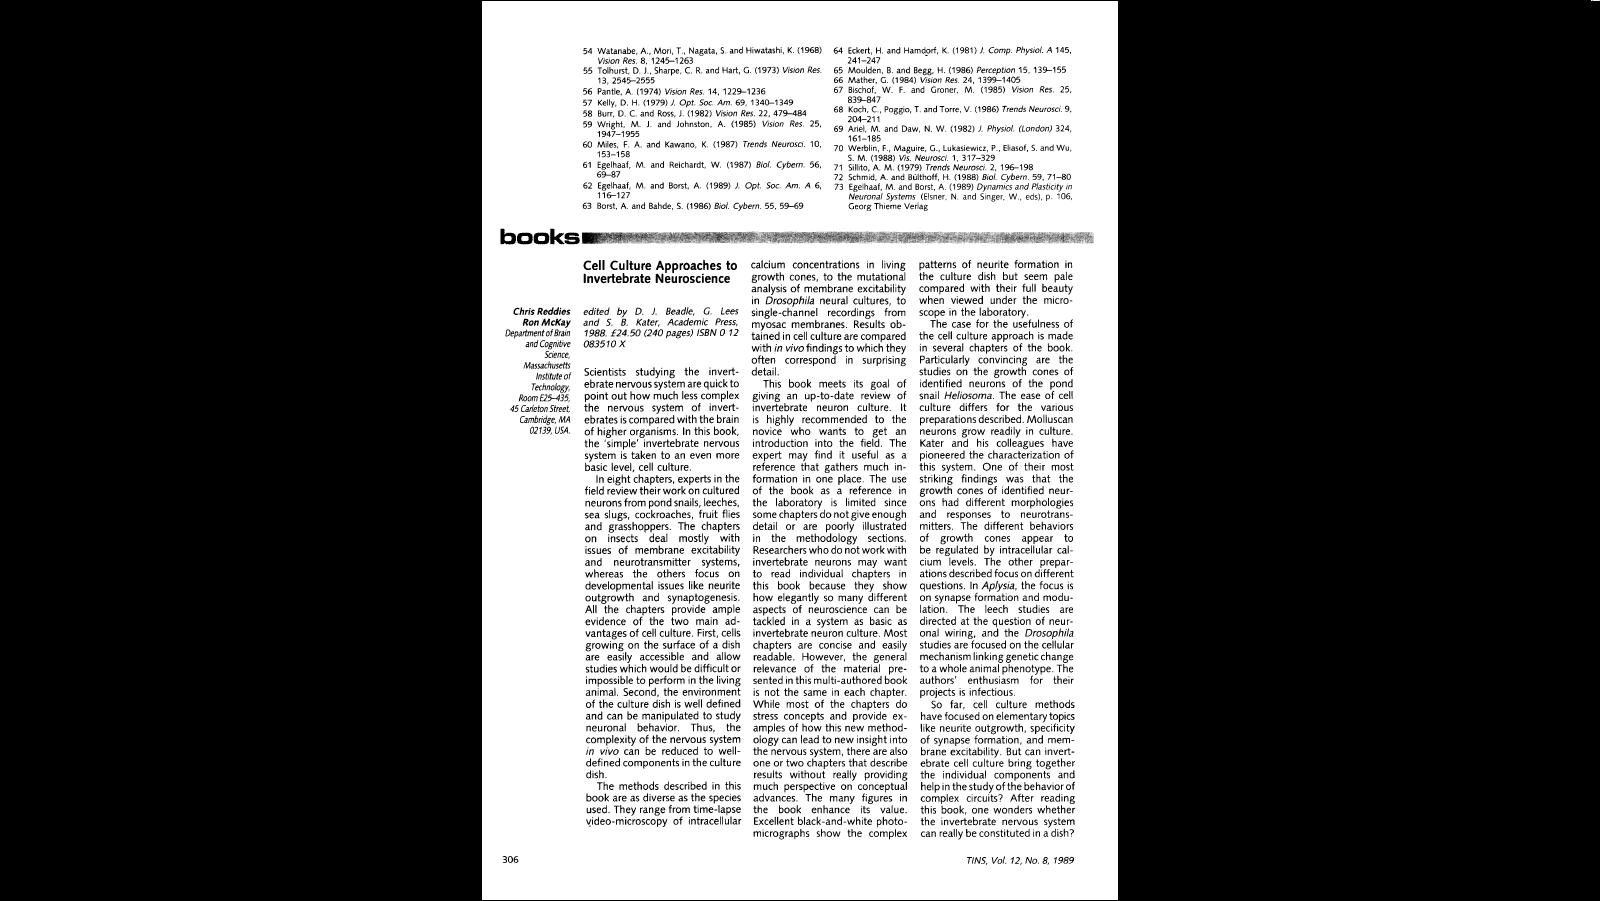 54 Watanabe, A., Mori, T., Nagata, S. and Hiwatashi, K. (1968)
Vision Res. 8, 1245–1263
55 Tolhurst, D. J., Sharpe, C. R. and Hart, G. (1973) Vision Res.
13, 2545–2555
56 Pantle, A. (1974) Vision Res. 14, 1229–1236
57 Kelly, D. H. (1979) J. Opt. Soc. Am. 69, 1340–1349
58 Burr, D. C. and Ross, J. (1982) Vision Res. 22, 479–484
59 Wright, M. J. and Johnston, A. (1985) Vision Res. 25,
1947–1955
60 Miles, F. A. and Kawano, K. (1987) Trends Neurosci. 10,
153–158
61 Egelhaaf, M. and Reichardt, W. (1987) Biol. Cybern. 56,
69–87
62 Egelhaaf, M. and Borst, A. (1989) J. Opt. Soc. Am. A 6,
116–127
63 Borst, A. and Bahde, S. (1986) Biol. Cybern. 55, 59–69
64 Eckert, H. and Hamdorf, K. (1981) J. Comp. Physiol. A 145,
241–247
65 Moulden, B. and Begg, H. (1986) Perception 15, 139–155
66 Mather, G. (1984) Vision Res. 24, 1399–1405
67 Bischof, W. F. and Groner, M. (1985) Vision Res. 25,
839–847
68 Koch, C., Poggio, T. and Torre, V. (1986) Trends Neurosci. 9,
204–211
69 Ariel, M. and Daw, N. W. (1982) J. Physiol. (London) 324,
161–185
70 Werblin, F., Maguire, G., Lukasiewicz, P., Eliasof, S. and Wu,
S. M. (1988) Vis. Neurosci. 1, 317–329
71 Sillito, A. M. (1979) Trends Neurosci. 2, 196–198
72 Schmid, A. and Bülthoff, H. (1988) Biol. Cybern. 59, 71–80
73 Egelhaaf, M. and Borst, A. (1989) Dynamics and Plasticity in
Neuronal Systems (Elsner, N. and Singer, W., eds), p. 106,
Georg Thieme Verlag
books
Cell Culture Approaches to
Invertebrate Neuroscience
Chris Reddies
Ron McKay
Department of Brain
and Cognitive
Science,
Massachusetts
Institute of
Technology,
Room E25–435,
45 Carleton Street,
Cambridge, MA
02139, USA.
edited by D. J. Beadle, G. Lees
and S. B. Kater, Academic Press,
1988. £24.50 (240 pages) ISBN 0 12
083510 X
Scientists studying the invert-
ebrate nervous system are quick to
point out how much less complex
the nervous system of invert-
ebrates is compared with the brain
of higher organisms. In this book,
the 'simple' invertebrate nervous
system is taken to an even more
basic level, cell culture.
In eight chapters, experts in the
field review their work on cultured
neurons from pond snails, leeches,
sea slugs, cockroaches, fruit flies
and grasshoppers. The chapters
on insects deal mostly with
issues of membrane excitability
and neurotransmitter systems,
whereas the others focus on
developmental issues like neurite
outgrowth and synaptogenesis.
All the chapters provide ample
evidence of the two main ad-
vantages of cell culture. First, cells
growing on the surface of a dish
are easily accessible and allow
studies which would be difficult or
impossible to perform in the living
animal. Second, the environment
of the culture dish is well defined
and can be manipulated to study
neuronal behavior. Thus, the
complexity of the nervous system
in vivo can be reduced to well-
defined components in the culture
dish.
The methods described in this
book are as diverse as the species
used. They range from time-lapse
video-microscopy of intracellular
calcium concentrations in living
growth cones, to the mutational
analysis of membrane excitability
in Drosophila neural cultures, to
single-channel recordings from
myosac membranes. Results ob-
tained in cell culture are compared
with in vivo findings to which they
often correspond in surprising
detail.
This book meets its goal of
giving an up-to-date review of
invertebrate neuron culture. It
is highly recommended to the
novice who wants to get an
introduction into the field. The
expert may find it useful as a
reference that gathers much in-
formation in one place. The use
of the book as a reference in
the laboratory is limited since
some chapters do not give enough
detail or are poorly illustrated
in the methodology sections.
Researchers who do not work with
invertebrate neurons may want
to read individual chapters in
this book because they show
how elegantly so many different
aspects of neuroscience can be
tackled in a system as basic as
invertebrate neuron culture. Most
chapters are concise and easily
readable. However, the general
relevance of the material pre-
sented in this multi-authored book
is not the same in each chapter.
While most of the chapters do
stress concepts and provide ex-
amples of how this new method-
ology can lead to new insight into
the nervous system, there are also
one or two chapters that describe
results without really providing
much perspective on conceptual
advances. The many figures in
the book enhance its value.
Excellent black-and-white photo-
micrographs show the complex
patterns of neurite formation in
the culture dish but seem pale
compared with their full beauty
when viewed under the micro-
scope in the laboratory.
The case for the usefulness of
the cell culture approach is made
in several chapters of the book.
Particularly convincing are the
studies on the growth cones of
identified neurons of the pond
snail Heliosoma. The ease of cell
culture differs for the various
preparations described. Molluscan
neurons grow readily in culture.
Kater and his colleagues have
pioneered the characterization of
this system. One of their most
striking findings was that the
growth cones of identified neur-
ons had different morphologies
and responses to neurotrans-
mitters. The different behaviors
of growth cones appear to
be regulated by intracellular cal-
cium levels. The other prepar-
ations described focus on different
questions. In Aplysia, the focus is
on synapse formation and modu-
lation. The leech studies are
directed at the question of neur-
onal wiring, and the Drosophila
studies are focused on the cellular
mechanism linking genetic change
to a whole animal phenotype. The
authors' enthusiasm for their
projects is infectious.
So far, cell culture methods
have focused on elementary topics
like neurite outgrowth, specificity
of synapse formation, and mem-
brane excitability. But can invert-
ebrate cell culture bring together
the individual components and
help in the study of the behavior of
complex circuits? After reading
this book, one wonders whether
the invertebrate nervous system
can really be constituted in a dish?
306
TINS, Vol. 12, No. 8, 1989